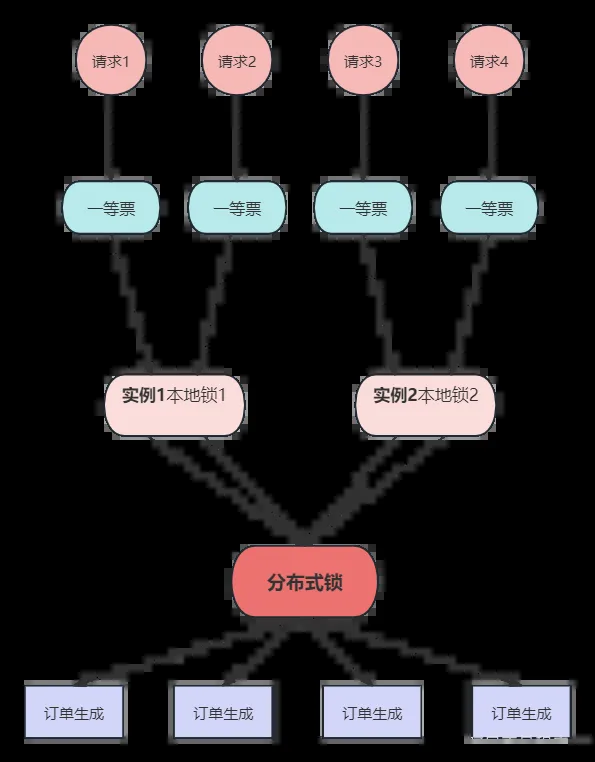 请求1
请求2
请求3
请求4
一等票
一等票
一等票
一等票
实例1本地锁1
实例2本地锁2
分布式锁
订单生成
订单生成
订单生成
订单生成